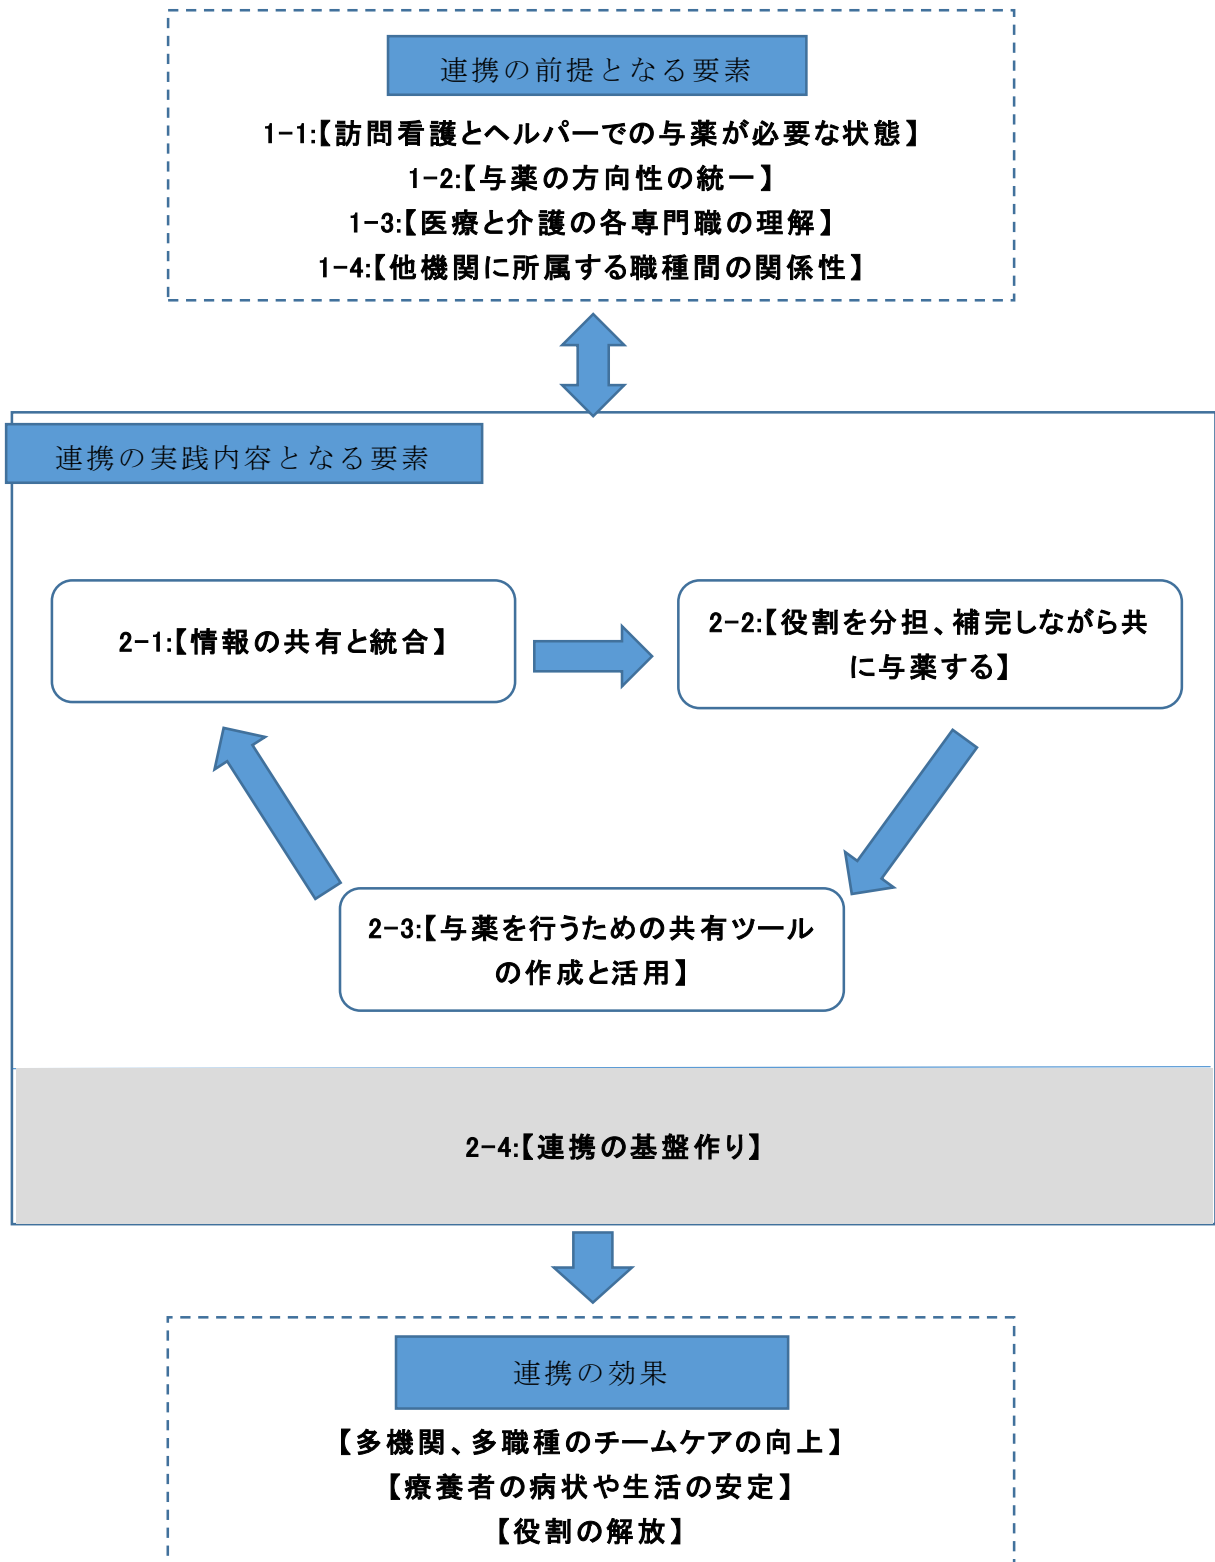 連携の前提となる要素
1-1:【訪問看護とヘルパーでの与薬が必要な状態】
1-2:【与薬の方向性の統一】
1-3:【医療と介護の各専門職の理解】
1-4:【他機関に所属する職種間の関係性】
連携の実践内容となる要素
2-1:【情報の共有と統合】
2-2:【役割を分担、補完しながら共
に与薬する】
2-3:【与薬を行うための共有ツール
の作成と活用】
2-4:【連携の基盤作り】
連携の効果
【多機関、多職種のチームケアの向上】
【療養者の病状や生活の安定】
【役割の解放】